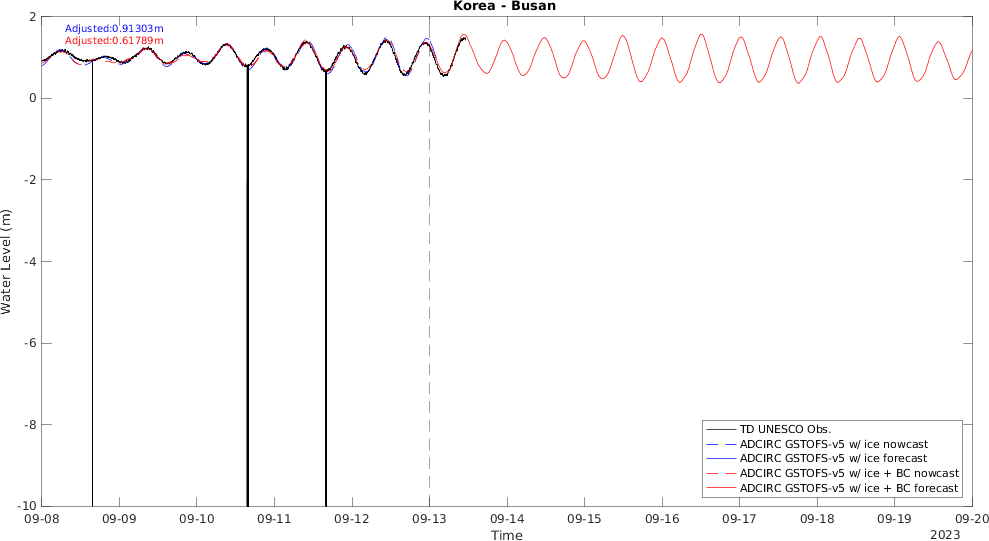 Korea - Busan
Adjusted:0.91303m
Adjusted:0.61789m
2
0
-2
-4
-6
-8
-10
Water Level (m)
TD UNESCO Obs.
ADCIRC GSTOFS-v5 w/ ice nowcast
ADCIRC GSTOFS-v5 w/ ice forecast
ADCIRC GSTOFS-v5 w/ ice + BC nowcast
ADCIRC GSTOFS-v5 w/ ice + BC forecast
09-08 09-09 09-10 09-11 09-12 09-13 09-14 09-15 09-16 09-17 09-18 09-19 09-20
Time
2023